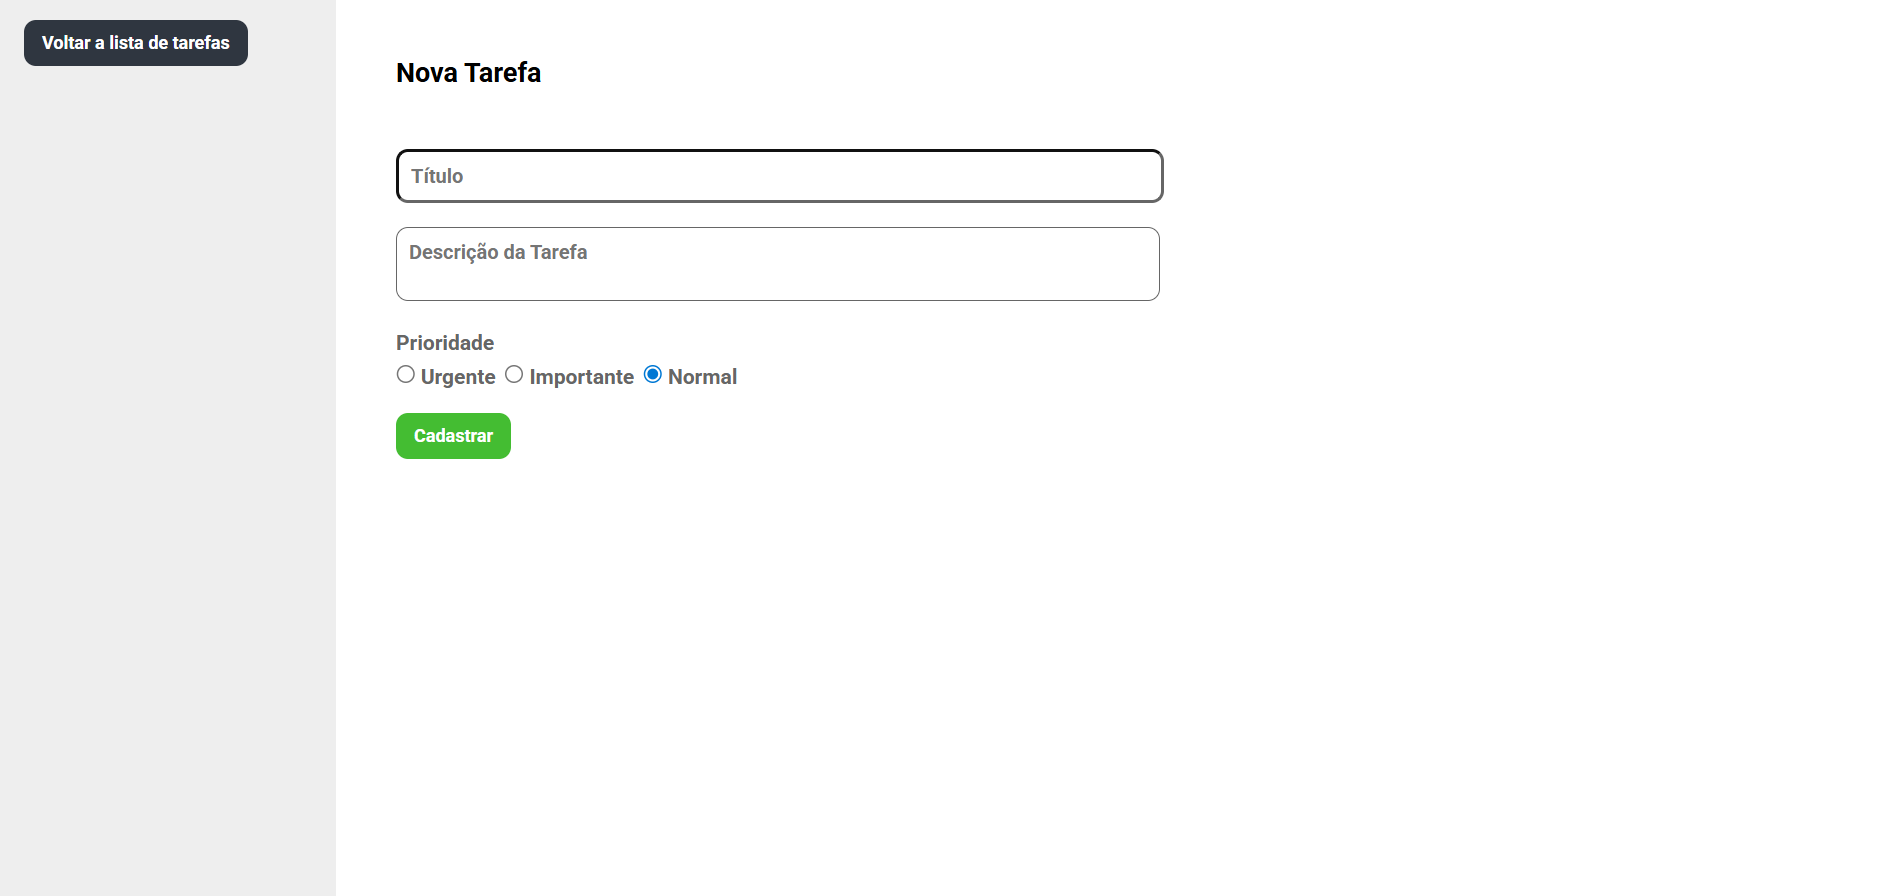 Voltar a lista de tarefas
Nova Tarefa
Título
Descrição da Tarefa
Prioridade
Urgente Importante Normal
Cadastrar